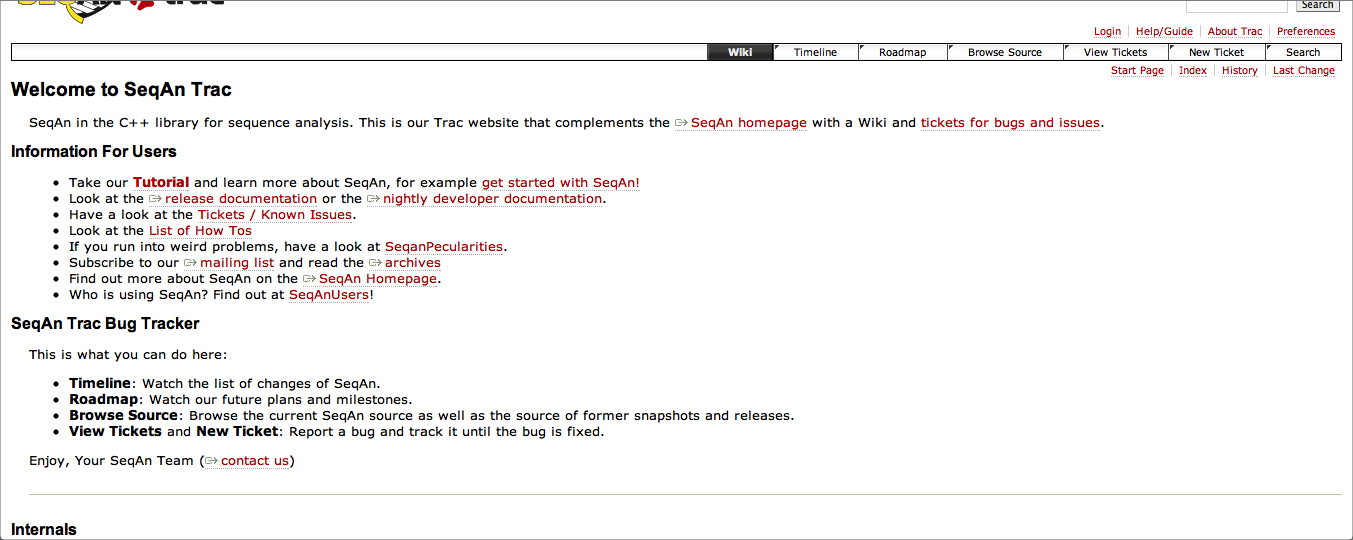 Search
Login Help/Guide About Trac Preferences
Wiki Timeline Roadmap Browse Source View Tickets New Ticket Search
Start Page Index History Last Change
Welcome to SeqAn Trac
SeqAn in the C++ library for sequence analysis. This is our Trac website that complements the SeqAn homepage with a Wiki and tickets for bugs and issues.
Information For Users
• Take our Tutorial and learn more about SeqAn, for example get started with SeqAn!
• Look at the release documentation or the nightly developer documentation.
• Have a look at the Tickets / Known Issues.
• Look at the List of How Tos
• If you run into weird problems, have a look at SeqanPecularities.
• Subscribe to our mailing list and read the archives
• Find out more about SeqAn on the SeqAn Homepage.
• Who is using SeqAn? Find out at SeqAnUsers!
SeqAn Trac Bug Tracker
This is what you can do here:
• Timeline: Watch the list of changes of SeqAn.
• Roadmap: Watch our future plans and milestones.
• Browse Source: Browse the current SeqAn source as well as the source of former snapshots and releases.
• View Tickets and New Ticket: Report a bug and track it until the bug is fixed.
Enjoy, Your SeqAn Team (contact us)
Internals